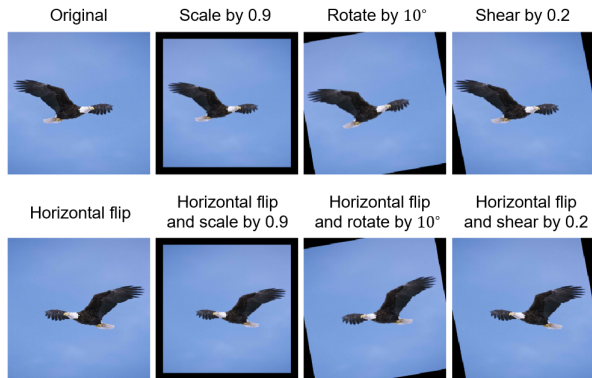 Original
Scale by 0.9
Rotate by 10°
Shear by 0.2
Horizontal flip
Horizontal flip
and scale by 0.9
Horizontal flip
and rotate by 10°
Horizontal flip
and shear by 0.2